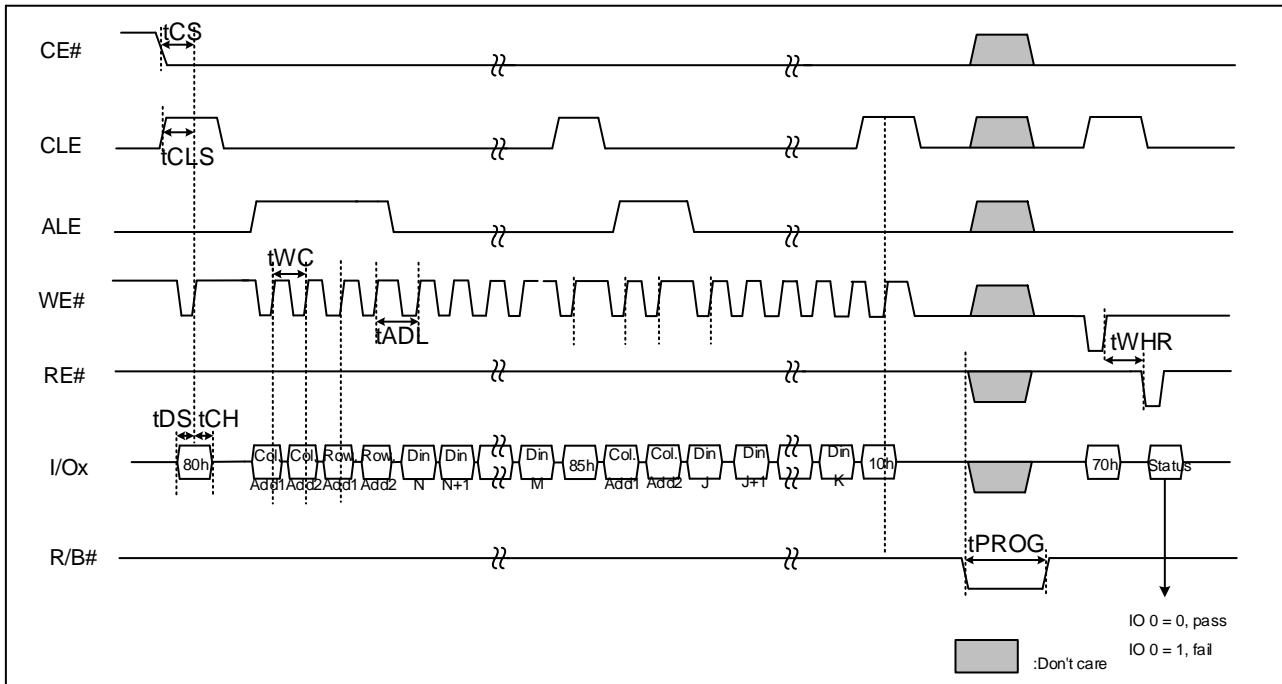 CE#
tCS
CLE
tCLS
ALE
tWC
WE#
tADL
tWHR
RE#
tDS tCH
I/Ox
80h
Col. Add1
Col. Add2
Row. Add1
Row. Add2
Din N
Din N+1
Din M
85h
Col. Add1
Col. Add2
Din J
Din J+1
Din K
10h
70h
Status
R/B#
tPROG
IO 0 = 0, pass
IO 0 = 1, fail
:Don't care